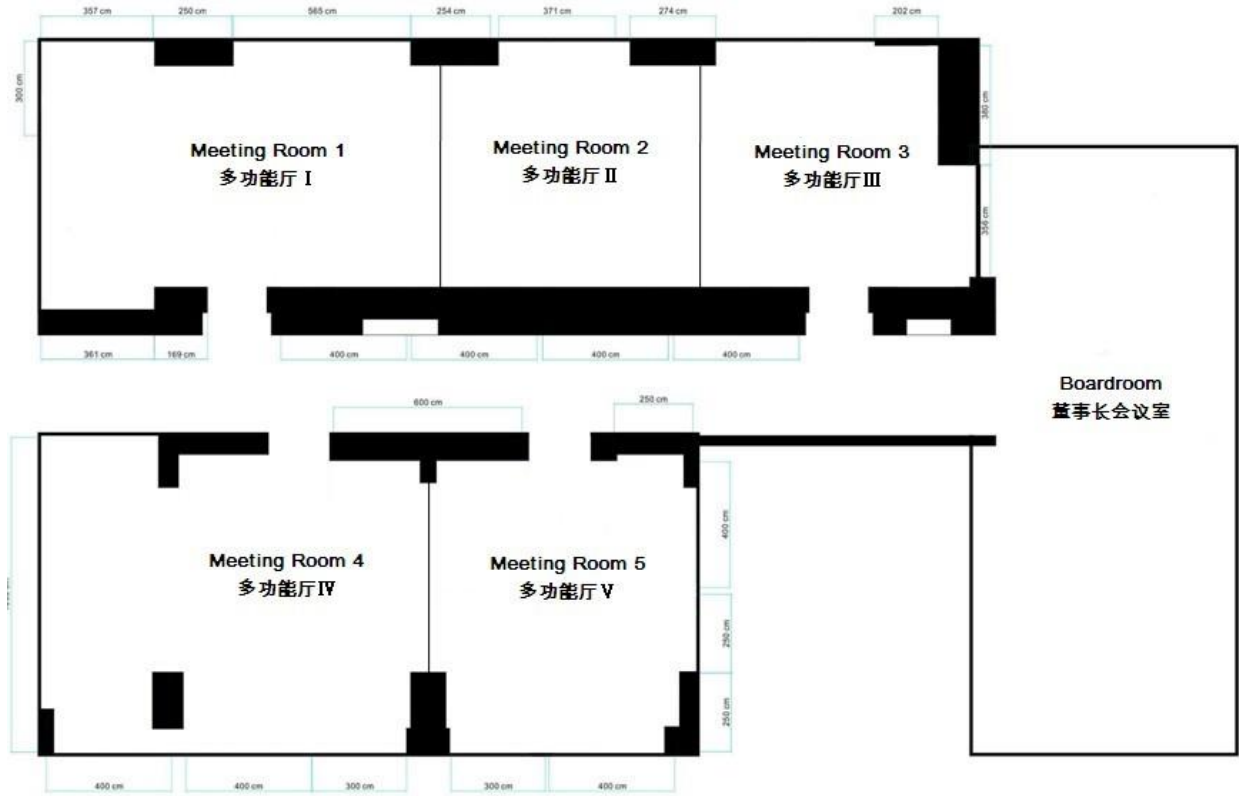 357 cm
250 cm
565 cm
254 cm
371 cm
274 cm
202 cm
300 cm
380 cm
Meeting Room 1
多功能厅 I
Meeting Room 2
多功能厅 II
Meeting Room 3
多功能厅III
356 cm
361 cm
169 cm
400 cm
400 cm
400 cm
400 cm
Boardroom
董事长会议室
600 cm
250 cm
400 cm
Meeting Room 4
多功能厅IV
Meeting Room 5
多功能厅 V
250 cm
250 cm
400 cm
400 cm
300 cm
300 cm
400 cm